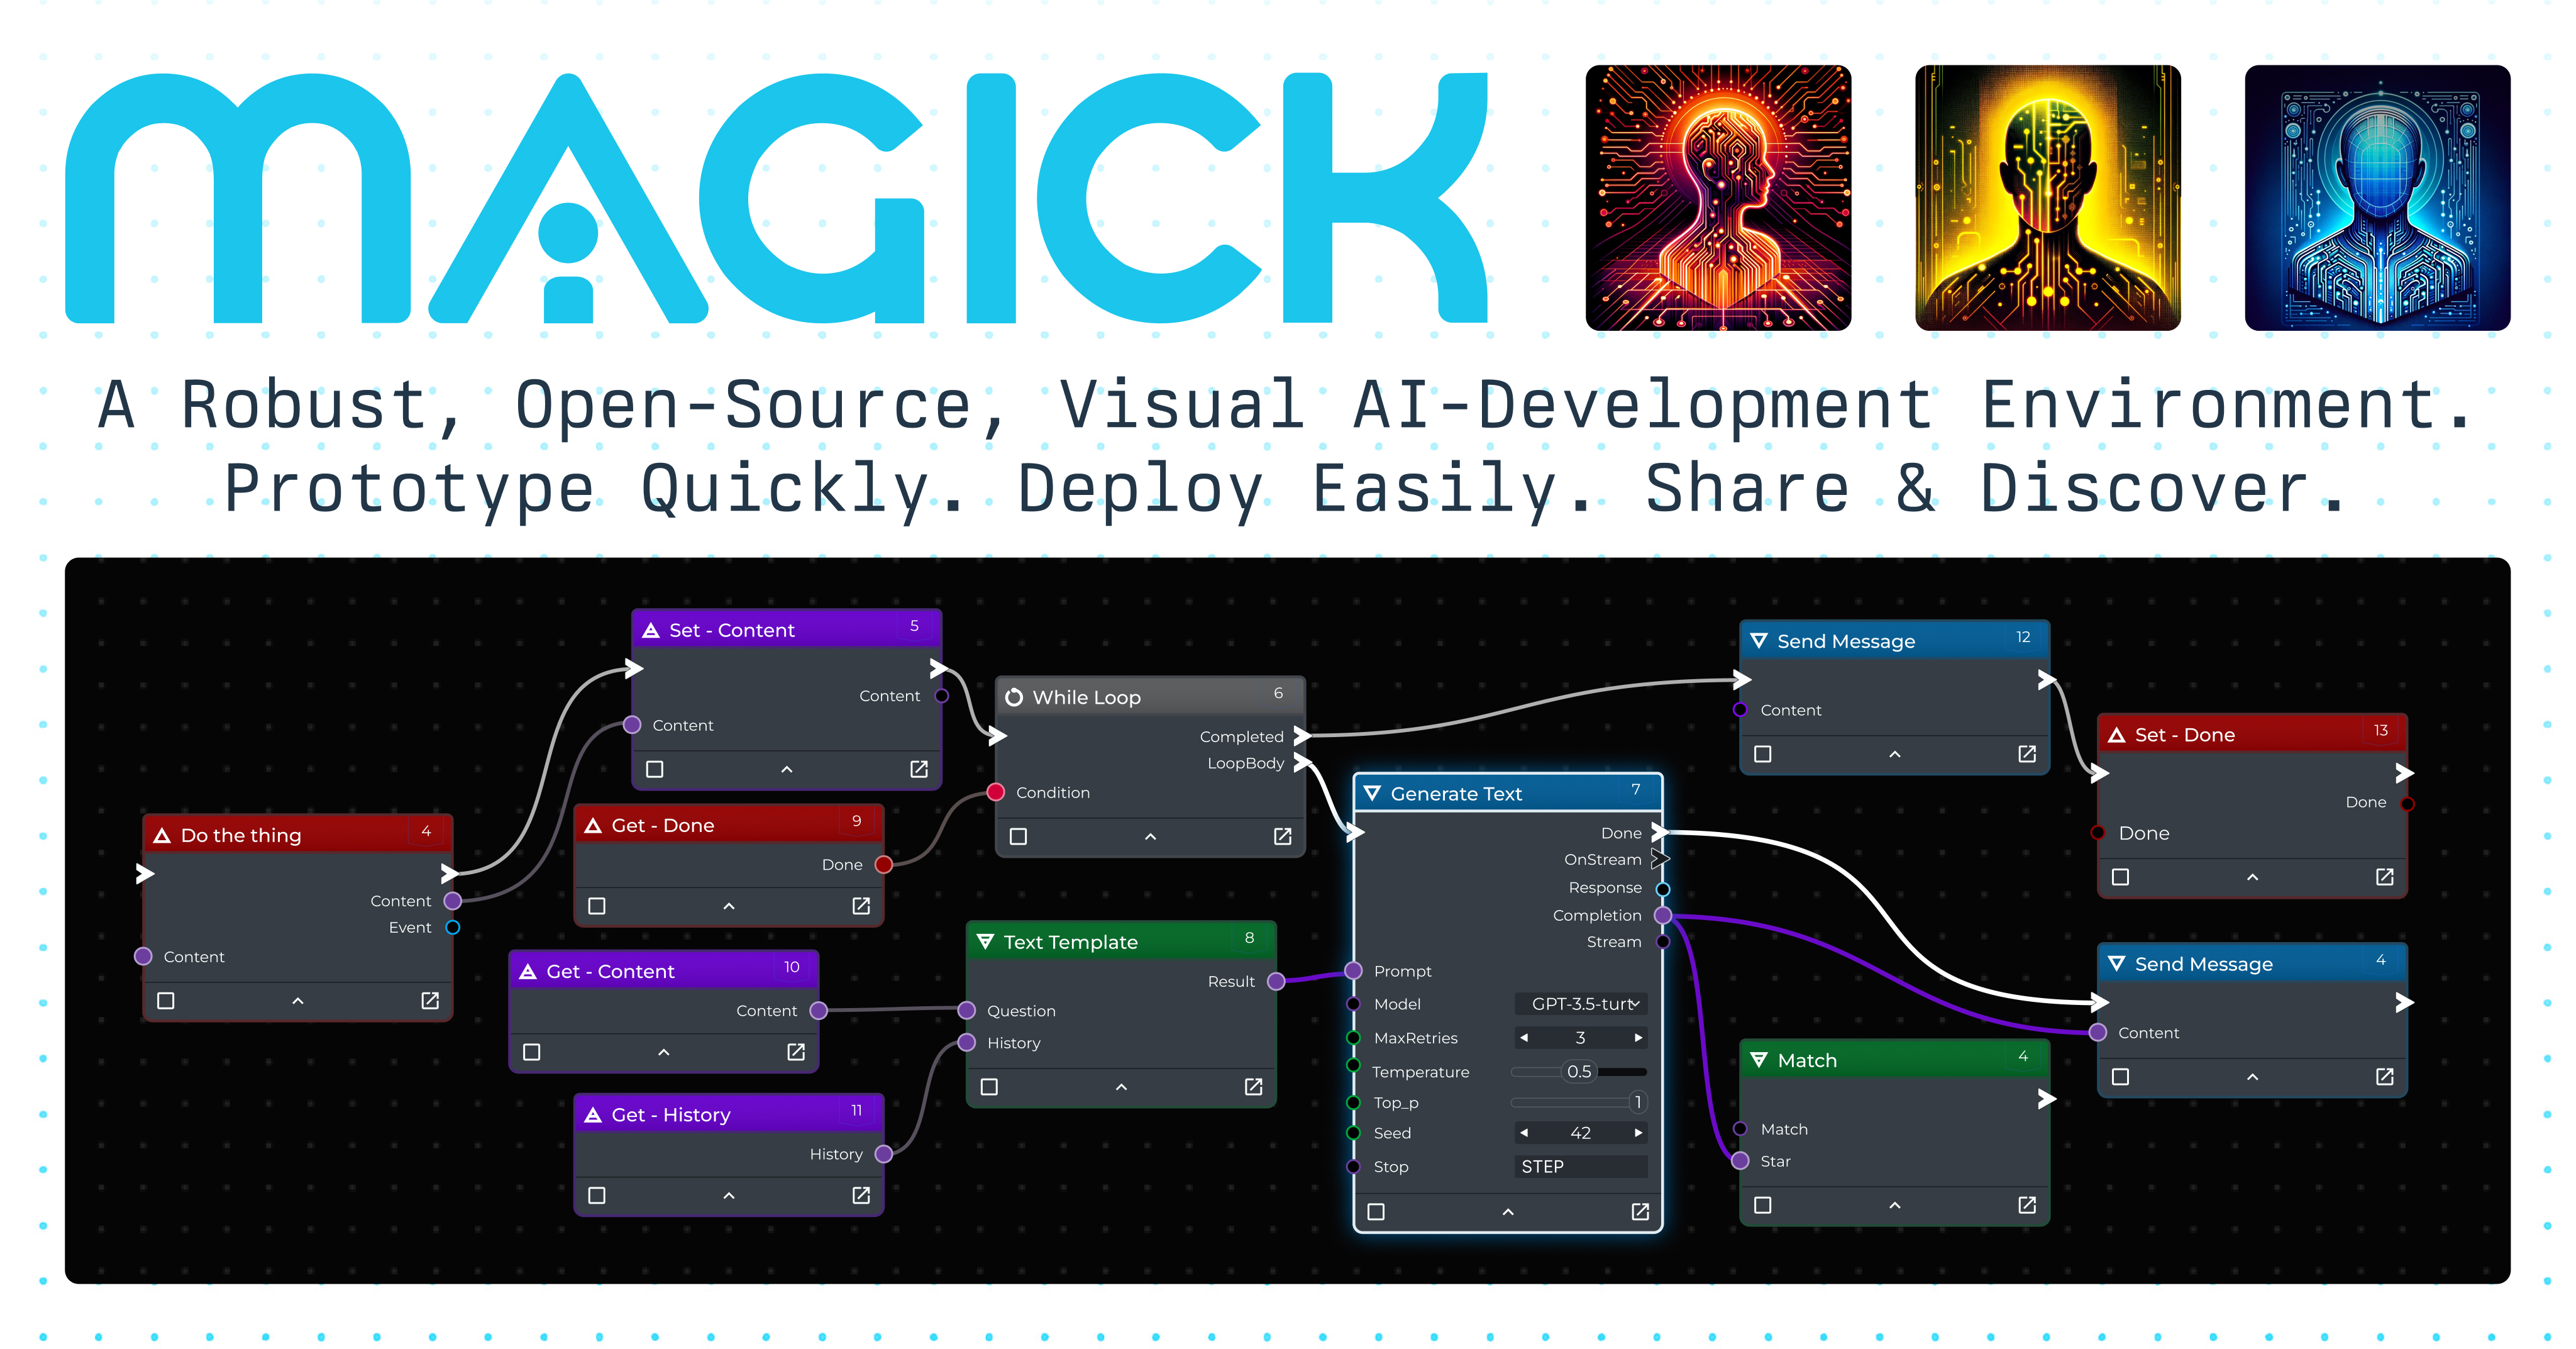 MAGICK
A Robust, Open-Source, Visual AI-Development Environment.
Prototype Quickly. Deploy Easily. Share & Discover.
Do the thing 4
Content
Event
Content
Set - Content 5
Content
Content
Get - Done 9
Done
Get - Content 10
Content
Get - History 11
History
While Loop 6
Completed
LoopBody
Condition
Text Template 8
Result
Question
History
Generate Text 7
Done
OnStream
Response
Completion
Stream
Prompt
Model GPT-3.5-turt
MaxRetries 3
Temperature 0.5
Top_p 1
Seed 42
Stop STEP
Send Message 12
Content
Match 4
Match
Star
Set - Done 13
Done
Done
Send Message 4
Content